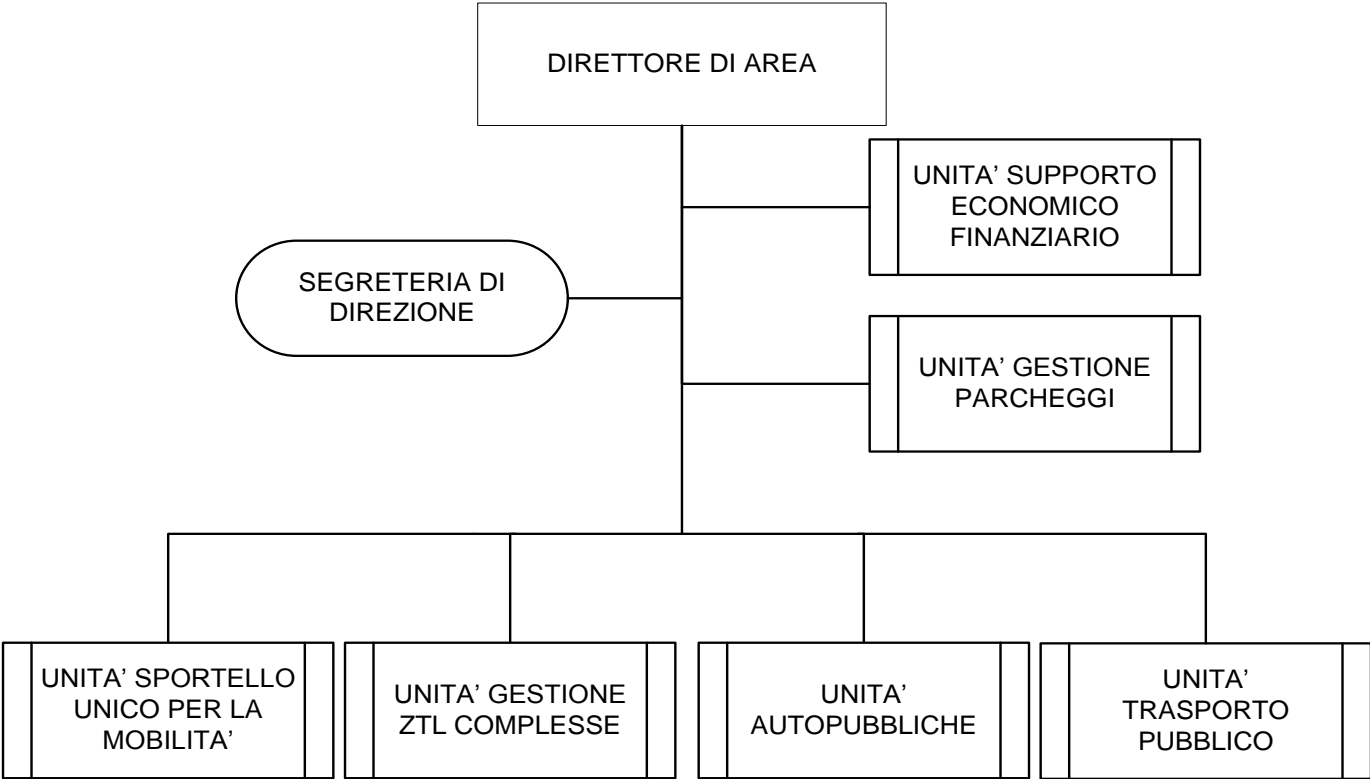 DIRETTORE DI AREA
UNITA’ SUPPORTO
ECONOMICO
FINANZIARIO
SEGRETERIA DI
DIREZIONE
UNITA’ GESTIONE
PARCHEGGI
UNITA’ SPORTELLO
UNICO PER LA
MOBILITA’
UNITA’ GESTIONE
ZTL COMPLESSE
UNITA’
AUTOPUBBLICHE
UNITA’
TRASPORTO
PUBBLICO